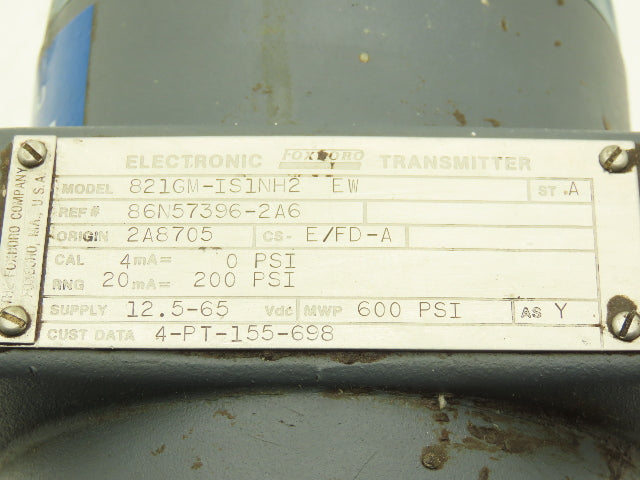 ELECTRONIC FOXBORO TRANSMITTER
MODEL 821GM-IS1NH2 EW ST. A
REF# 86N57396-2A6
ORIGIN 2A8705 CS- E/FD-A
CAL 4mA= 0 PSI
RNG 20mA= 200 PSI
SUPPLY 12.5-65 Vdc MWP 600 PSI AS Y
CUST DATA 4-PT-155-698
THE FOXBORO COMPANY
FOXBORO, MA., U.S.A.